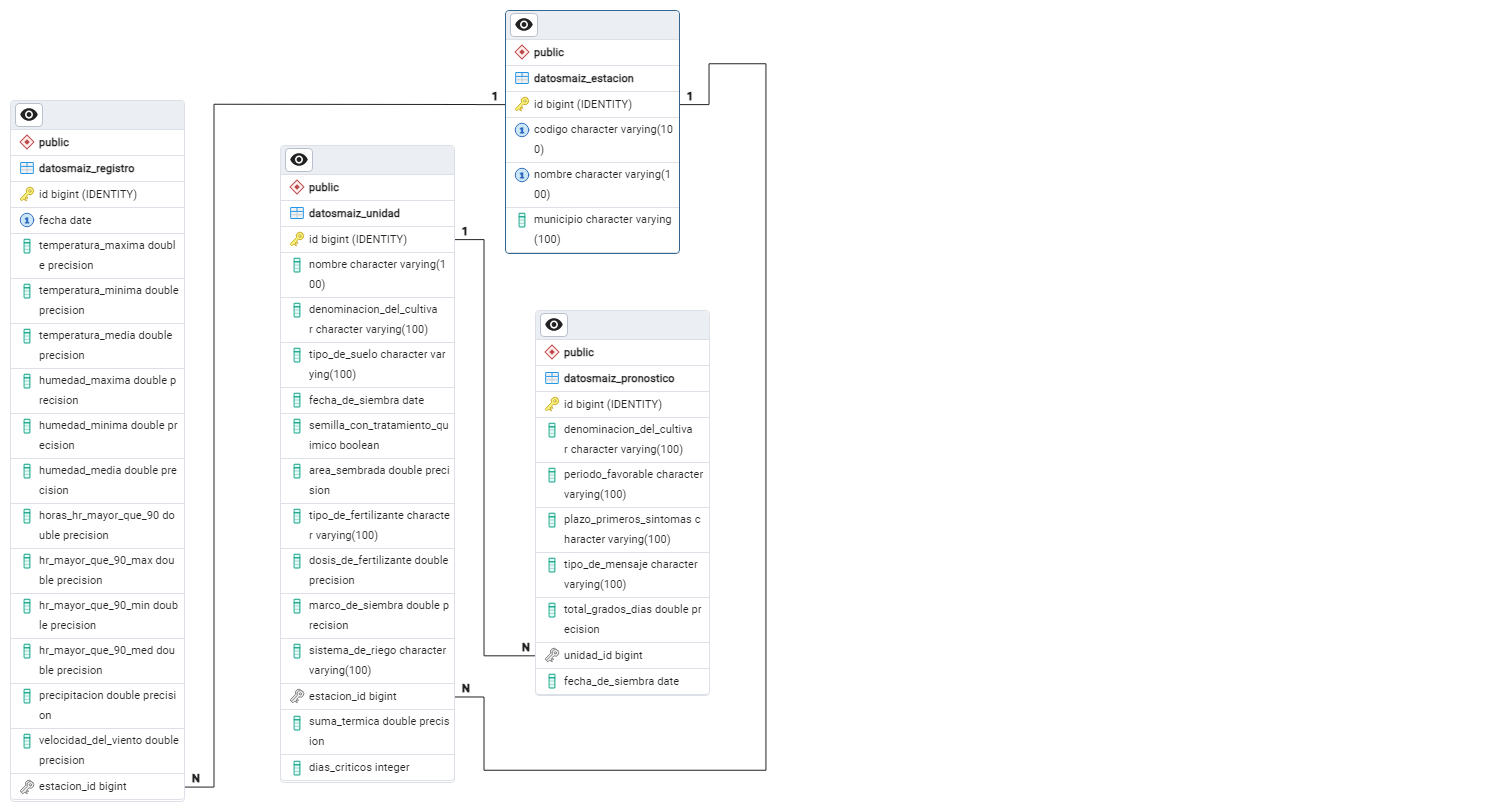 public
datosmaiz_registro
id bigint (IDENTITY)
1 fecha date
temperatura_maxima doubl
e precision
temperatura_minima double
precision
temperatura_media double
precision
humedad_maxima double p
recision
humedad_minima double pr
ecision
humedad_media double pre
cision
horas_hr_mayor_que_90 do
uble precision
hr_mayor_que_90_max dou
ble precision
hr_mayor_que_90_min doub
le precision
hr_mayor_que_90_med dou
ble precision
precipitacion double precisi
on
velocidad_del_viento double
precision
estacion_id bigint
N
public
datosmaiz_unidad
id bigint (IDENTITY)
1
nombre character varying(1
00)
denominacion_del_cultiva
r character varying(100)
tipo_de_suelo character var
ying(100)
fecha_de_siembra date
semilla_con_tratamiento_qu
imico boolean
area_sembrada double preci
sion
tipo_de_fertilizante characte
r varying(100)
dosis_de_fertilizante double
precision
marco_de_siembra double p
recision
sistema_de_riego character
varying(100)
estacion_id bigint
N
suma_termica double precis
ion
dias_criticos integer
public
datosmaiz_estacion
1
id bigint (IDENTITY)
1
1 codigo character varying(10
0)
1 nombre character varying(1
00)
municipio character varying
(100)
public
datosmaiz_pronostico
id bigint (IDENTITY)
denominacion_del_cultiva
r character varying(100)
periodo_favorable character
varying(100)
plazo_primeros_sintomas c
haracter varying(100)
tipo_de_mensaje character
varying(100)
total_grados_dias double pr
ecision
N
unidad_id bigint
fecha_de_siembra date